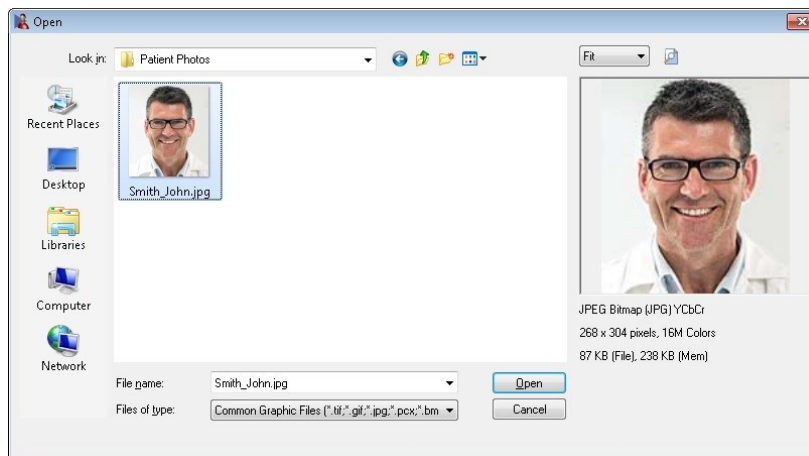 Open
Look in:
Patient Photos
Fit
Recent Places
Desktop
Libraries
Computer
Network
Smith_John.jpg
JPEG Bitmap (JPG) YCbCr
268 x 304 pixels, 16M Colors
87 KB (File), 238 KB (Mem)
File name:
Smith_John.jpg
Open
Files of type:
Common Graphic Files (*.tif;*.gif;*.jpg;*.pcx;*.bm
Cancel